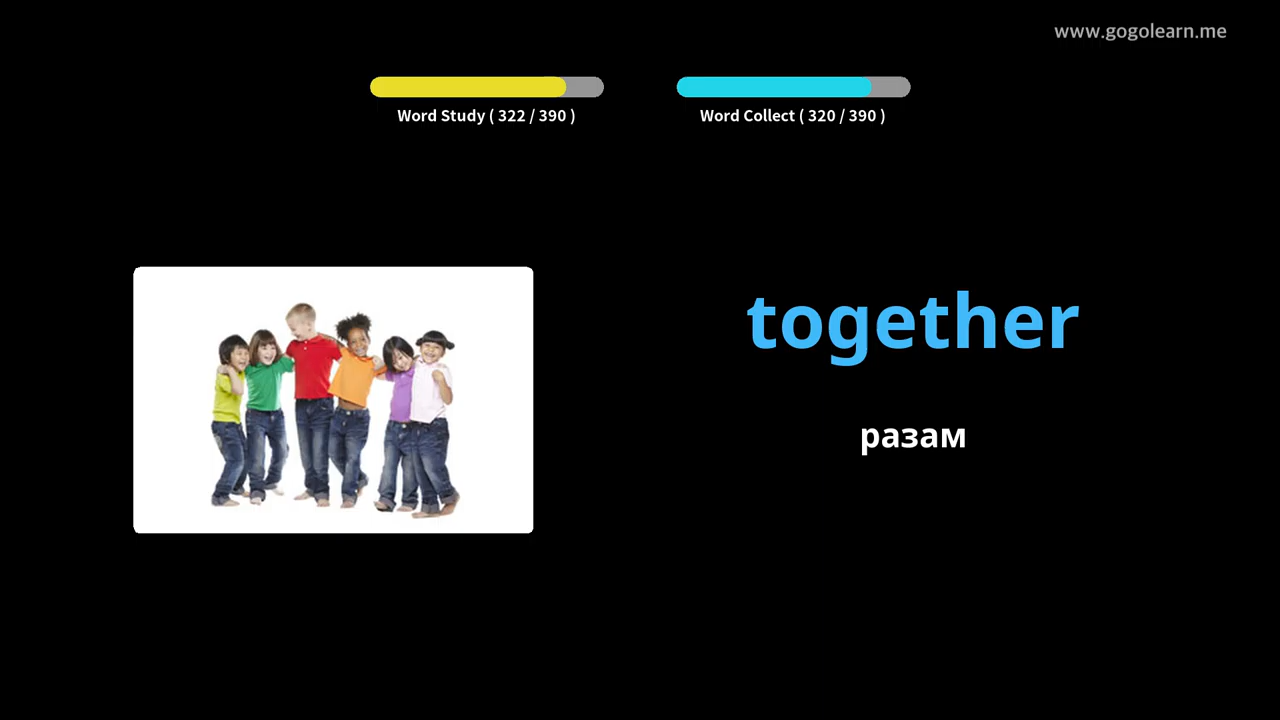 www.gogolearn.me
Word Study ( 322 / 390 )
Word Collect ( 320 / 390 )
together
разам